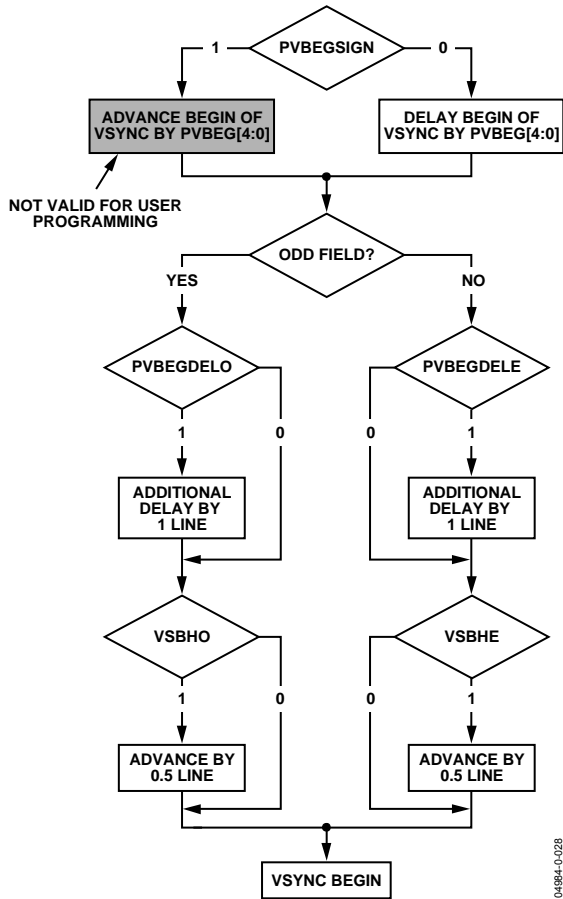 PVBEGSIGN
1
0
ADVANCE BEGIN OF
VSYNC BY PVBEG[4:0]
DELAY BEGIN OF
VSYNC BY PVBEG[4:0]
NOT VALID FOR USER
PROGRAMMING
ODD FIELD?
YES
NO
PVBEGDELO
PVBEGDELE
1
0
0
1
ADDITIONAL
DELAY BY
1 LINE
ADDITIONAL
DELAY BY
1 LINE
VSBHO
VSBHE
1
0
0
1
ADVANCE BY
0.5 LINE
ADVANCE BY
0.5 LINE
VSYNC BEGIN
04984-0-028